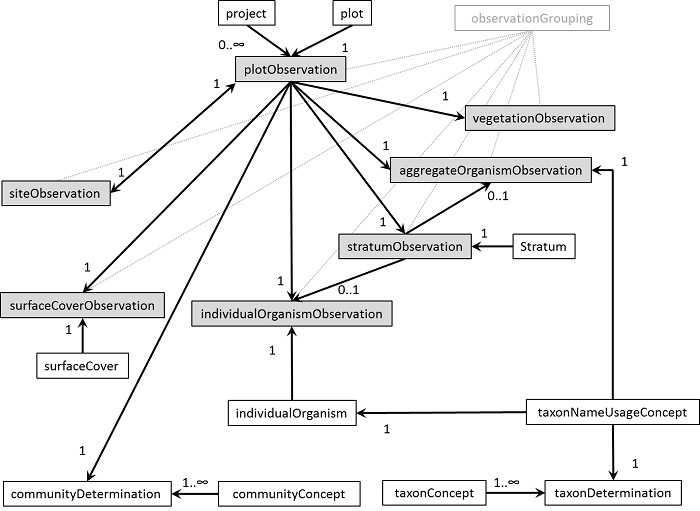 project
plot
observationGrouping
0..∞
1
plotObservation
1
1
vegetationObservation
1
1
aggregateOrganismObservation
1
siteObservation
0..1
1
stratumObservation
1
Stratum
1
1
0..1
surfaceCoverObservation
individualOrganismObservation
1
1
surfaceCover
individualOrganism
taxonNameUsageConcept
1
1
1
1..∞
1..∞
communityDetermination
communityConcept
taxonConcept
taxonDetermination